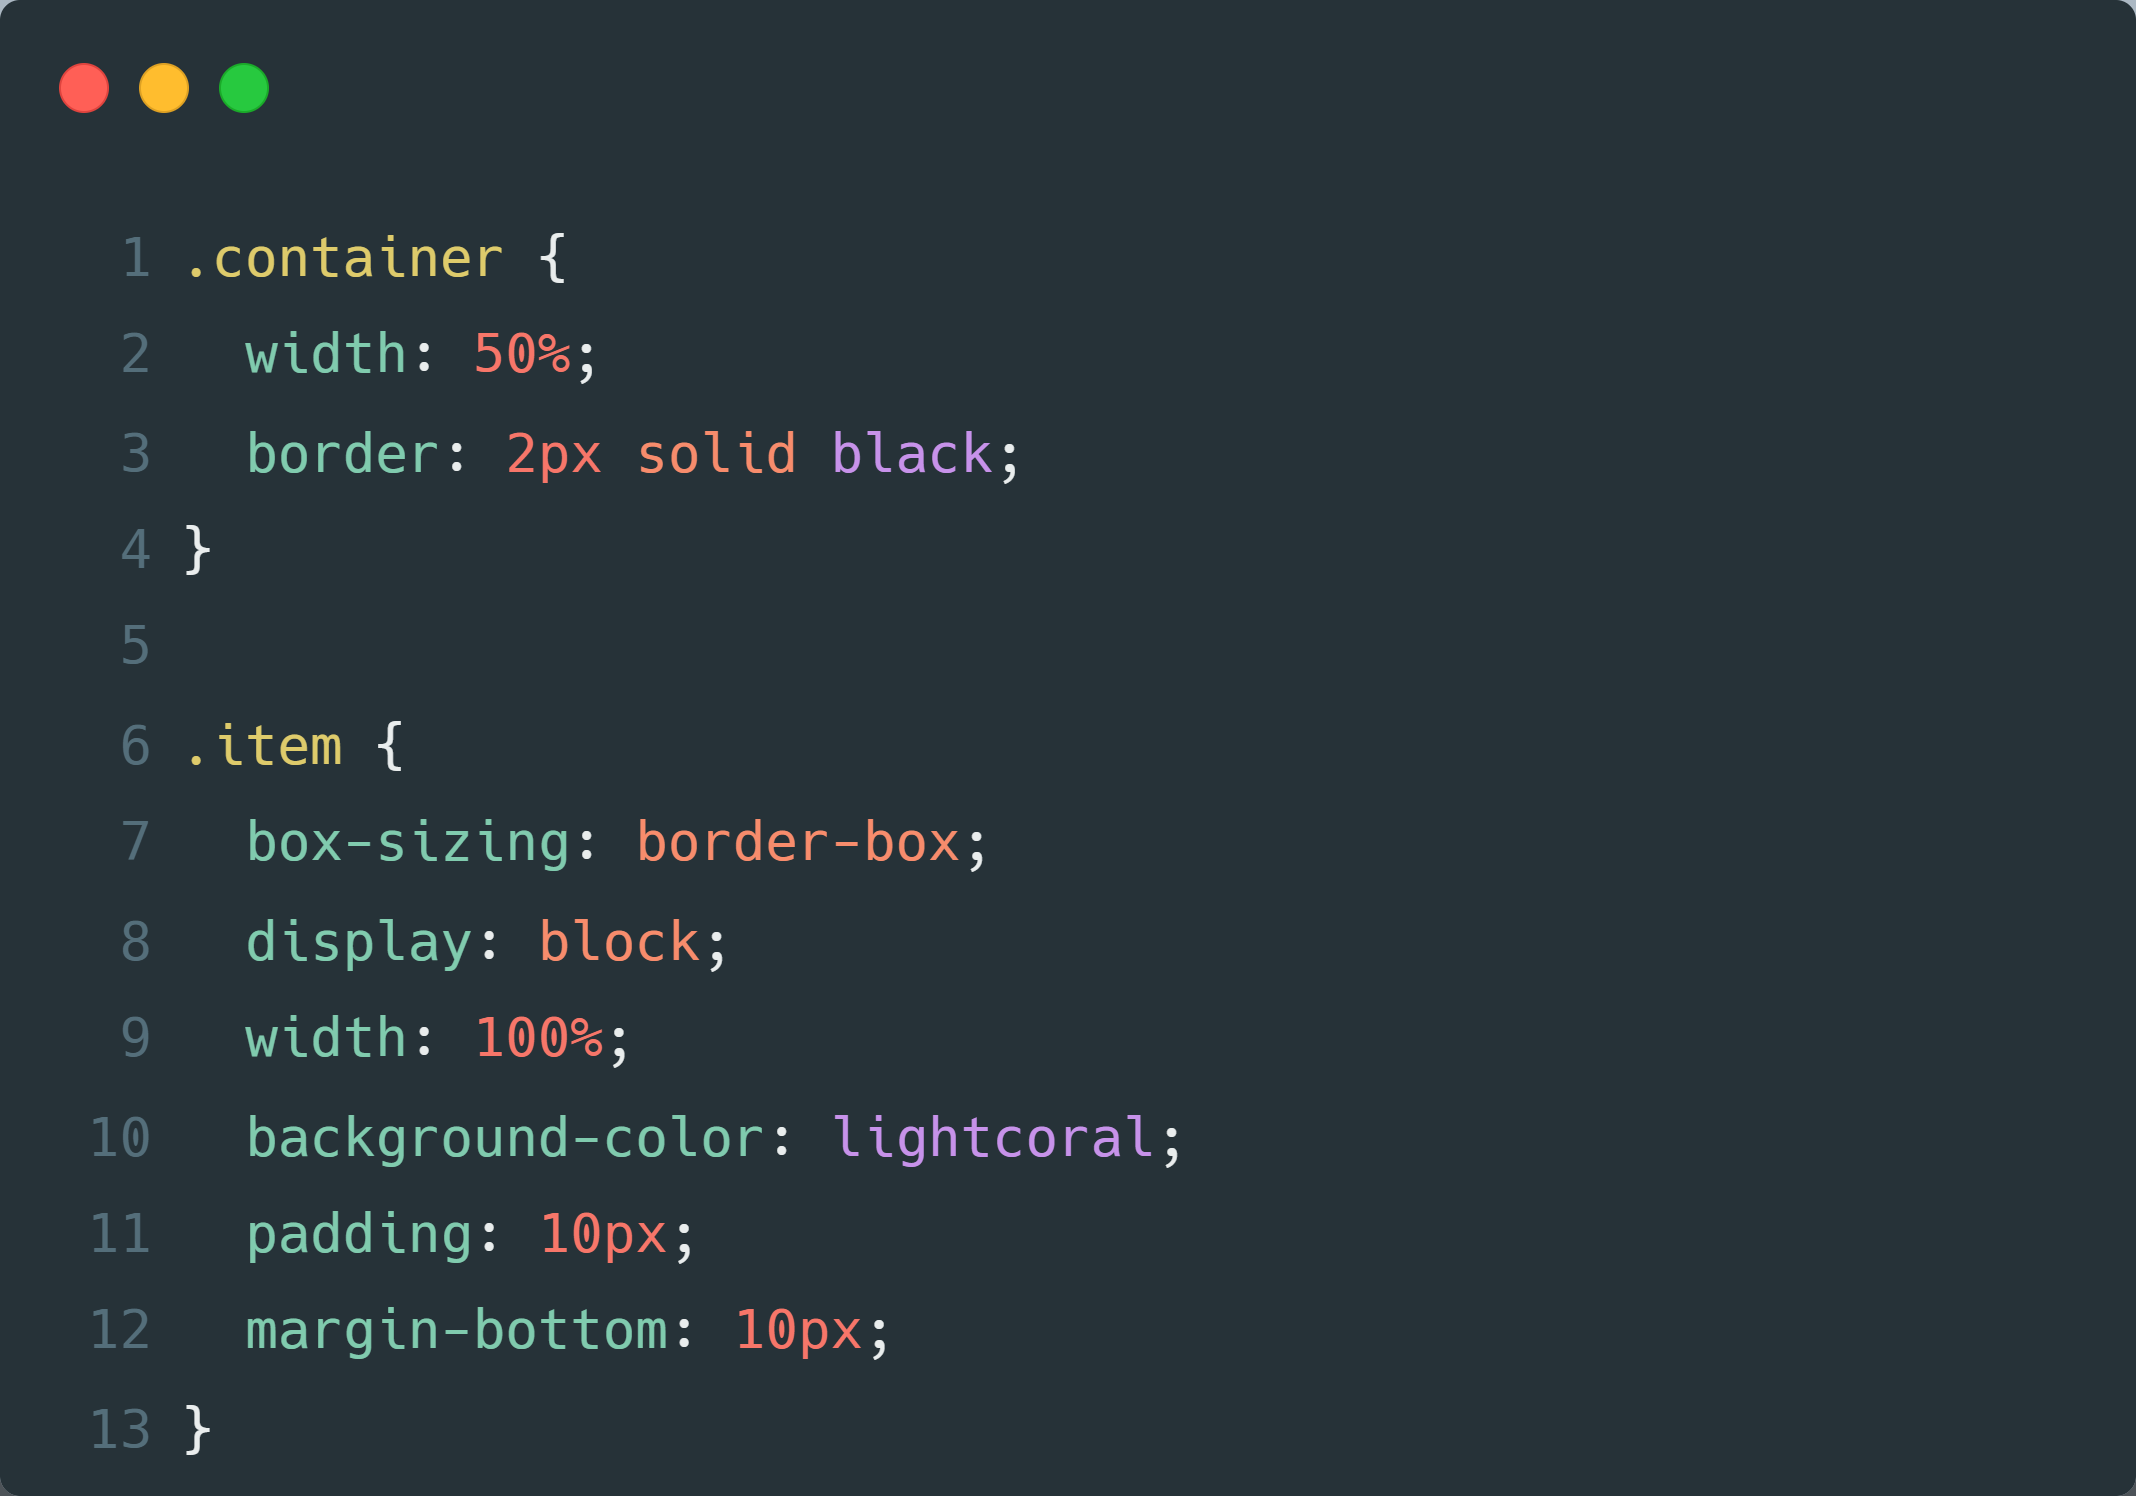 1 .container {
2   width: 50%;
3   border: 2px solid black;
4 }
5
6 .item {
7   box-sizing: border-box;
8   display: block;
9   width: 100%;
10   background-color: lightcoral;
11   padding: 10px;
12   margin-bottom: 10px;
13 }